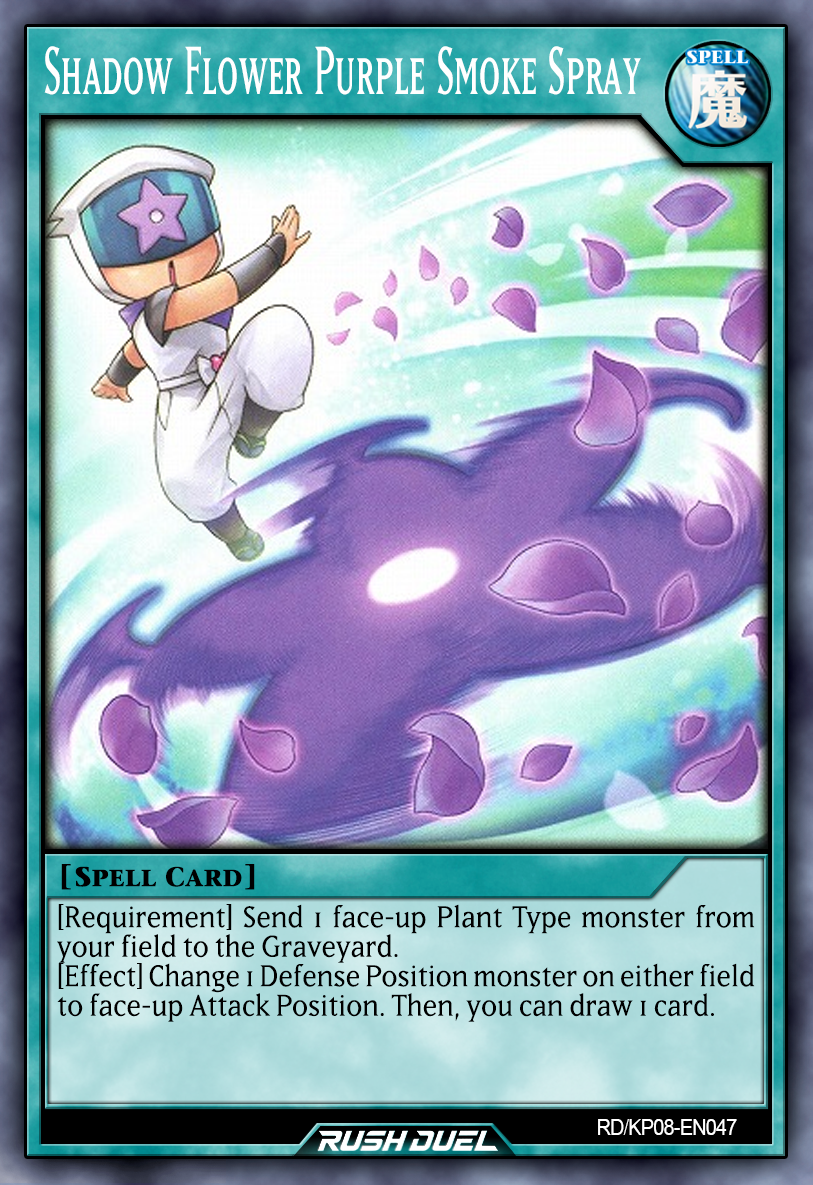 Shadow Flower Purple Smoke Spray
SPELL
魔
[Spell Card]
[Requirement] Send 1 face-up Plant Type monster from
your field to the Graveyard.
[Effect] Change 1 Defense Position monster on either field
to face-up Attack Position. Then, you can draw 1 card.
RD/KP08-EN047
RUSH DUEL